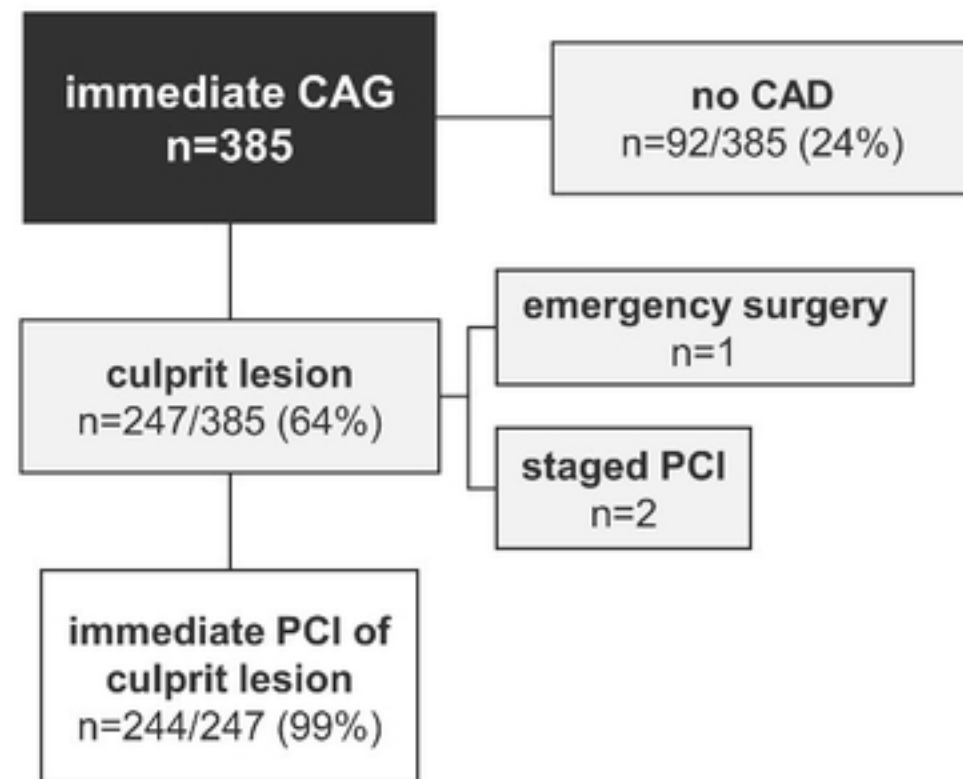 immediate CAG
n=385
no CAD
n=92/385 (24%)
emergency surgery
n=1
culprit lesion
n=247/385 (64%)
staged PCI
n=2
immediate PCI of
culprit lesion
n=244/247 (99%)